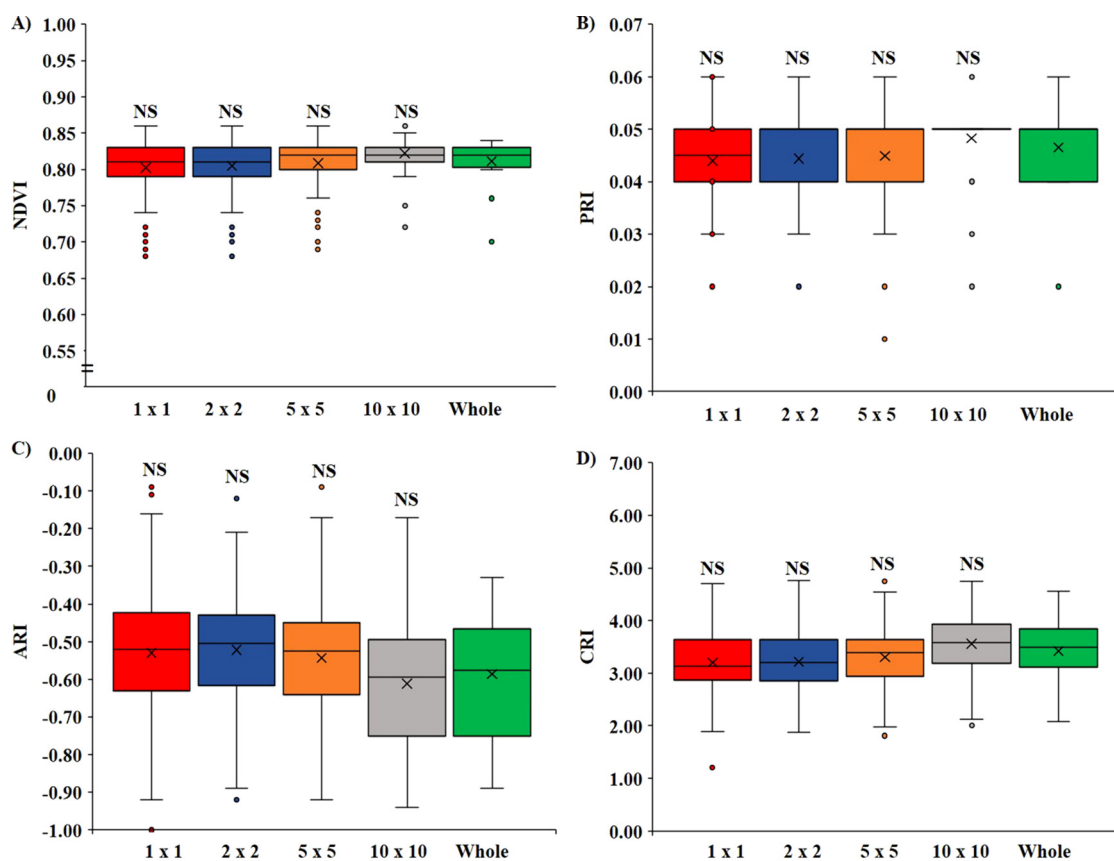 A)
1.00
0.95
0.90
0.85
0.80
0.75
0.70
0.65
0.60
0.55
0
NDVI
NS NS NS NS
1 x 1 2 x 2 5 x 5 10 x 10 Whole
B)
0.07
0.06
0.05
0.04
0.03
0.02
0.01
0.00
PRI
NS NS NS NS
1 x 1 2 x 2 5 x 5 10 x 10 Whole
C)
0.00
-0.10
-0.20
-0.30
-0.40
-0.50
-0.60
-0.70
-0.80
-0.90
-1.00
ARI
NS NS NS NS
1 x 1 2 x 2 5 x 5 10 x 10 Whole
D)
7.00
6.00
5.00
4.00
3.00
2.00
1.00
0.00
CRI
NS NS NS NS
1 x 1 2 x 2 5 x 5 10 x 10 Whole